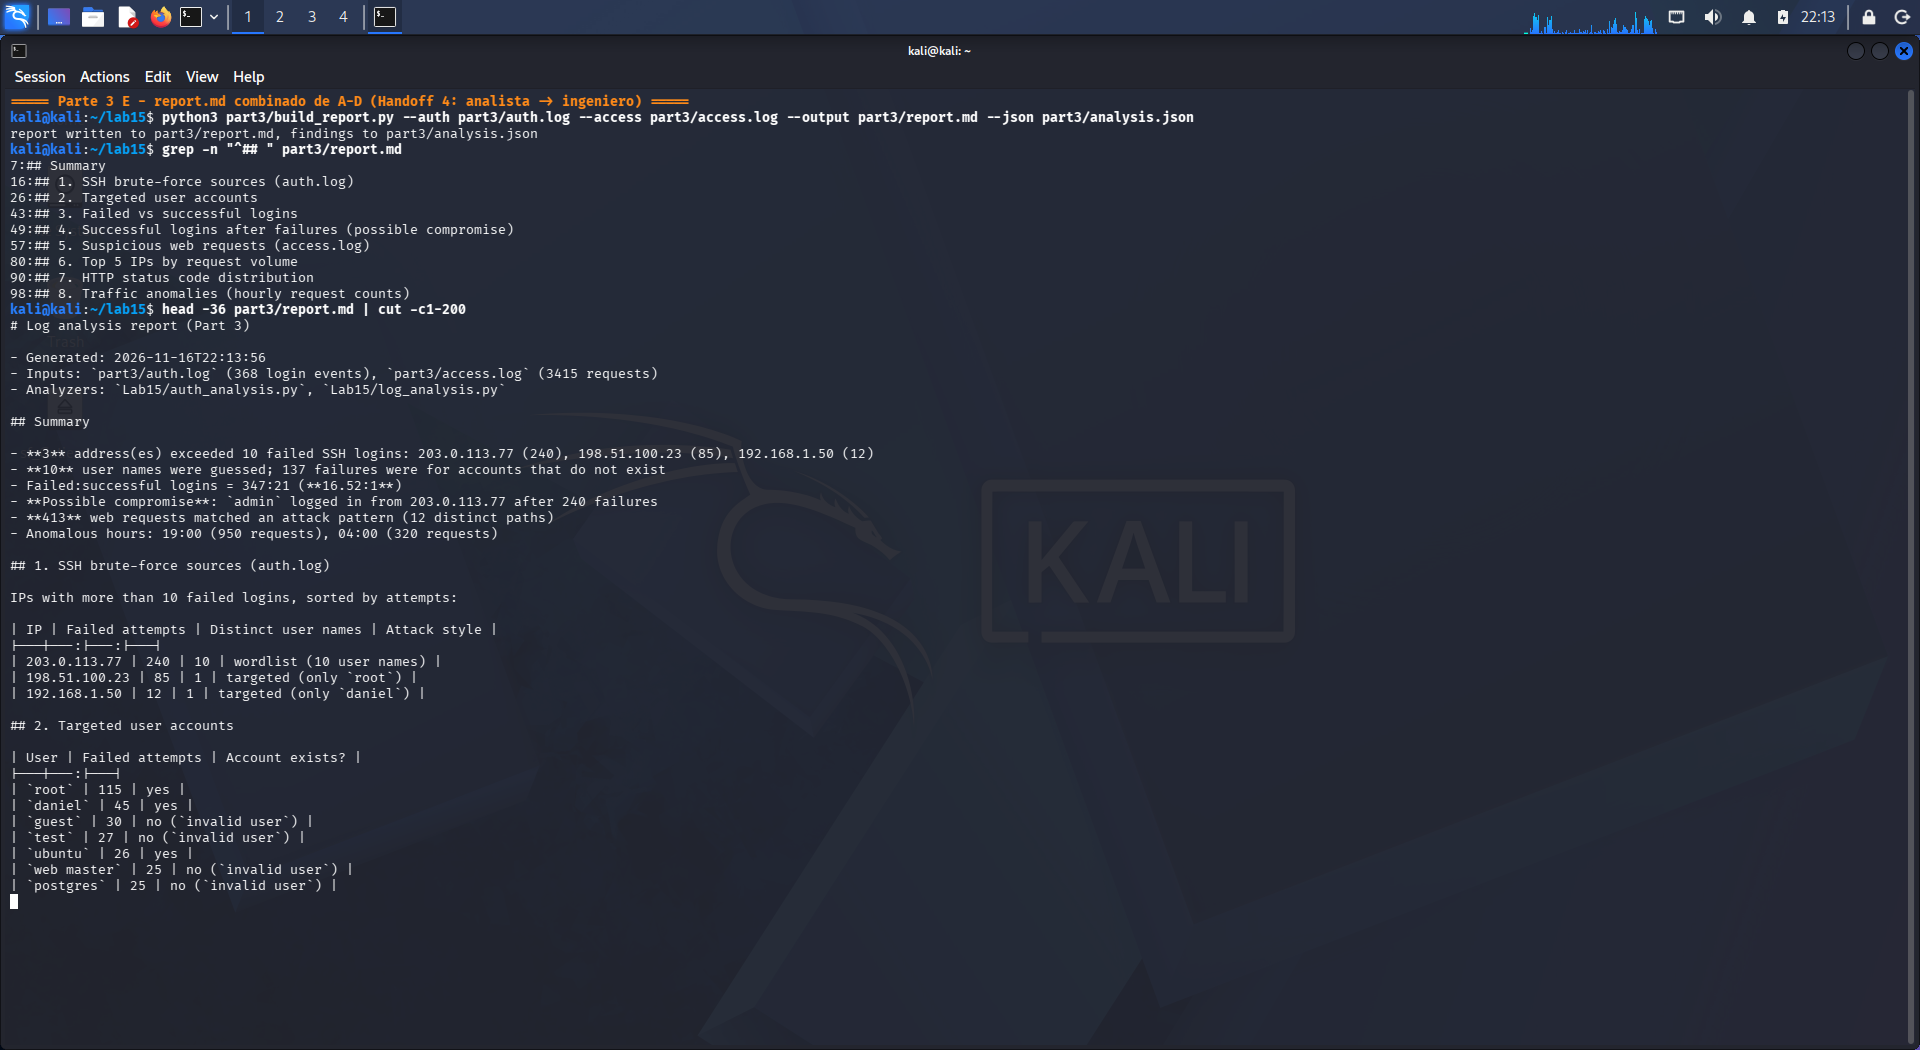 1 2 3 4 22:13
kali@kali: ~
Session Actions Edit View Help
===== Parte 3 E - report.md combinado de A-D (Handoff 4: analista -> ingeniero) =====
kali@kali:~/lab15$ python3 part3/build_report.py --auth part3/auth.log --access part3/access.log --output part3/report.md --json part3/analysis.json
report written to part3/report.md, findings to part3/analysis.json
kali@kali:~/lab15$ grep -n "^## " part3/report.md
7:## Summary
16:## 1. SSH brute-force sources (auth.log)
26:## 2. Targeted user accounts
43:## 3. Failed vs successful logins
49:## 4. Successful logins after failures (possible compromise)
57:## 5. Suspicious web requests (access.log)
80:## 6. Top 5 IPs by request volume
90:## 7. HTTP status code distribution
98:## 8. Traffic anomalies (hourly request counts)
kali@kali:~/lab15$ head -36 part3/report.md | cut -c1-200
# Log analysis report (Part 3)
Trash
- Generated: 2026-11-16T22:13:56
- Inputs: `part3/auth.log` (368 login events), `part3/access.log` (3415 requests)
- Analyzers: `Lab15/auth_analysis.py`, `Lab15/log_analysis.py`
## Summary
- **3** address(es) exceeded 10 failed SSH logins: 203.0.113.77 (240), 198.51.100.23 (85), 192.168.1.50 (12)
- **10** user names were guessed; 137 failures were for accounts that do not exist
- Failed:successful logins = 347:21 (**16.52:1**)
- **Possible compromise**: `admin` logged in from 203.0.113.77 after 240 failures
- **413** web requests matched an attack pattern (12 distinct paths)
- Anomalous hours: 19:00 (950 requests), 04:00 (320 requests)
## 1. SSH brute-force sources (auth.log)
IPs with more than 10 failed logins, sorted by attempts:
| IP | Failed attempts | Distinct user names | Attack style |
|---|---:|---:|---|
| 203.0.113.77 | 240 | 10 | wordlist (10 user names) |
| 198.51.100.23 | 85 | 1 | targeted (only `root`) |
| 192.168.1.50 | 12 | 1 | targeted (only `daniel`) |
## 2. Targeted user accounts
| User | Failed attempts | Account exists? |
|---|---:|---|
| `root` | 115 | yes |
| `daniel` | 45 | yes |
| `guest` | 30 | no (`invalid user`) |
| `test` | 27 | no (`invalid user`) |
| `ubuntu` | 26 | yes |
| `web master` | 25 | no (`invalid user`) |
| `postgres` | 25 | no (`invalid user`) |
KALI